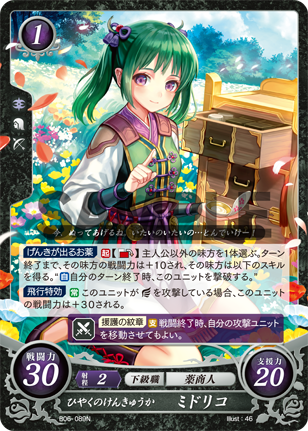 1
SAMPLE
今、ぬってあげるね。いたいのいたいの…とんでいけー！
げんきが出るお薬 起【】主人公以外の味方を1体選ぶ。ターン
終了まで、その味方の戦闘力は＋10され、その味方は以下のスキル
を得る。“自自分のターン終了時、このユニットを撃破する。”
飛行特効 常このユニットがを攻撃している場合、このユニット
の戦闘力は＋30される。
援護の紋章 支戦闘終了時、自分の攻撃ユニット
を移動させてもよい。
戦闘力
30
射程 2 下級職 薬商人
支援力
20
ひやくのけんきゅうか ミドリコ
B06-089N
Illust：46